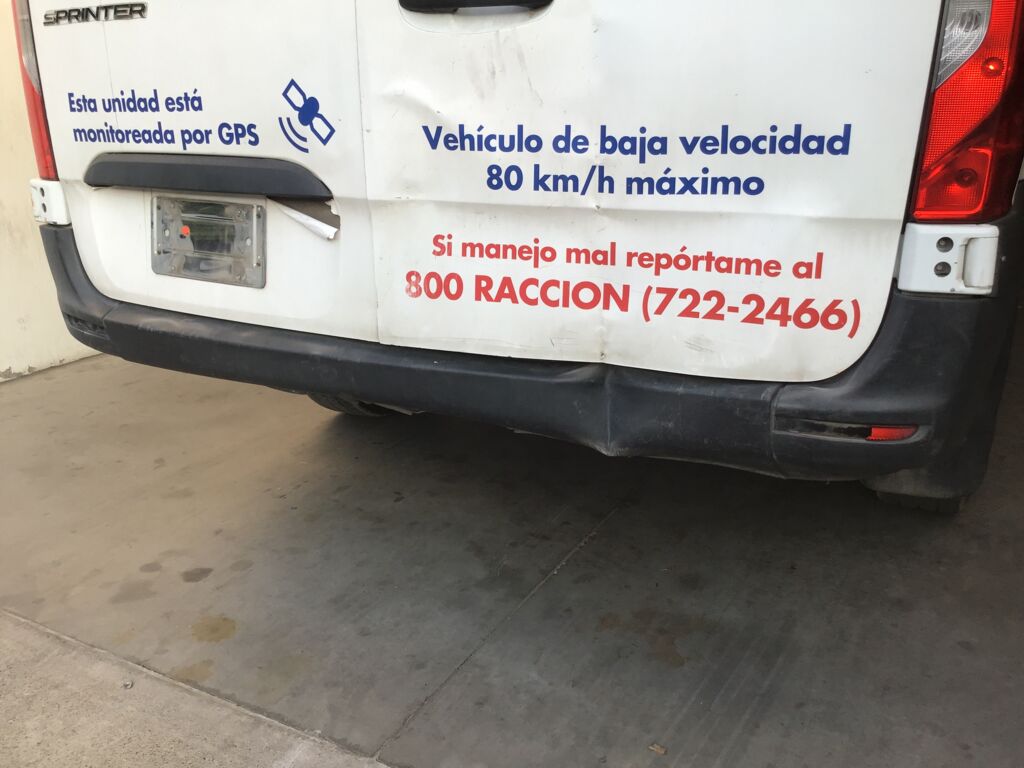 SPRINTER
Esta unidad está
monitoreada por GPS
Vehículo de baja velocidad
80 km/h máximo
Si manejo mal repórtame al
800 RACCION (722-2466)